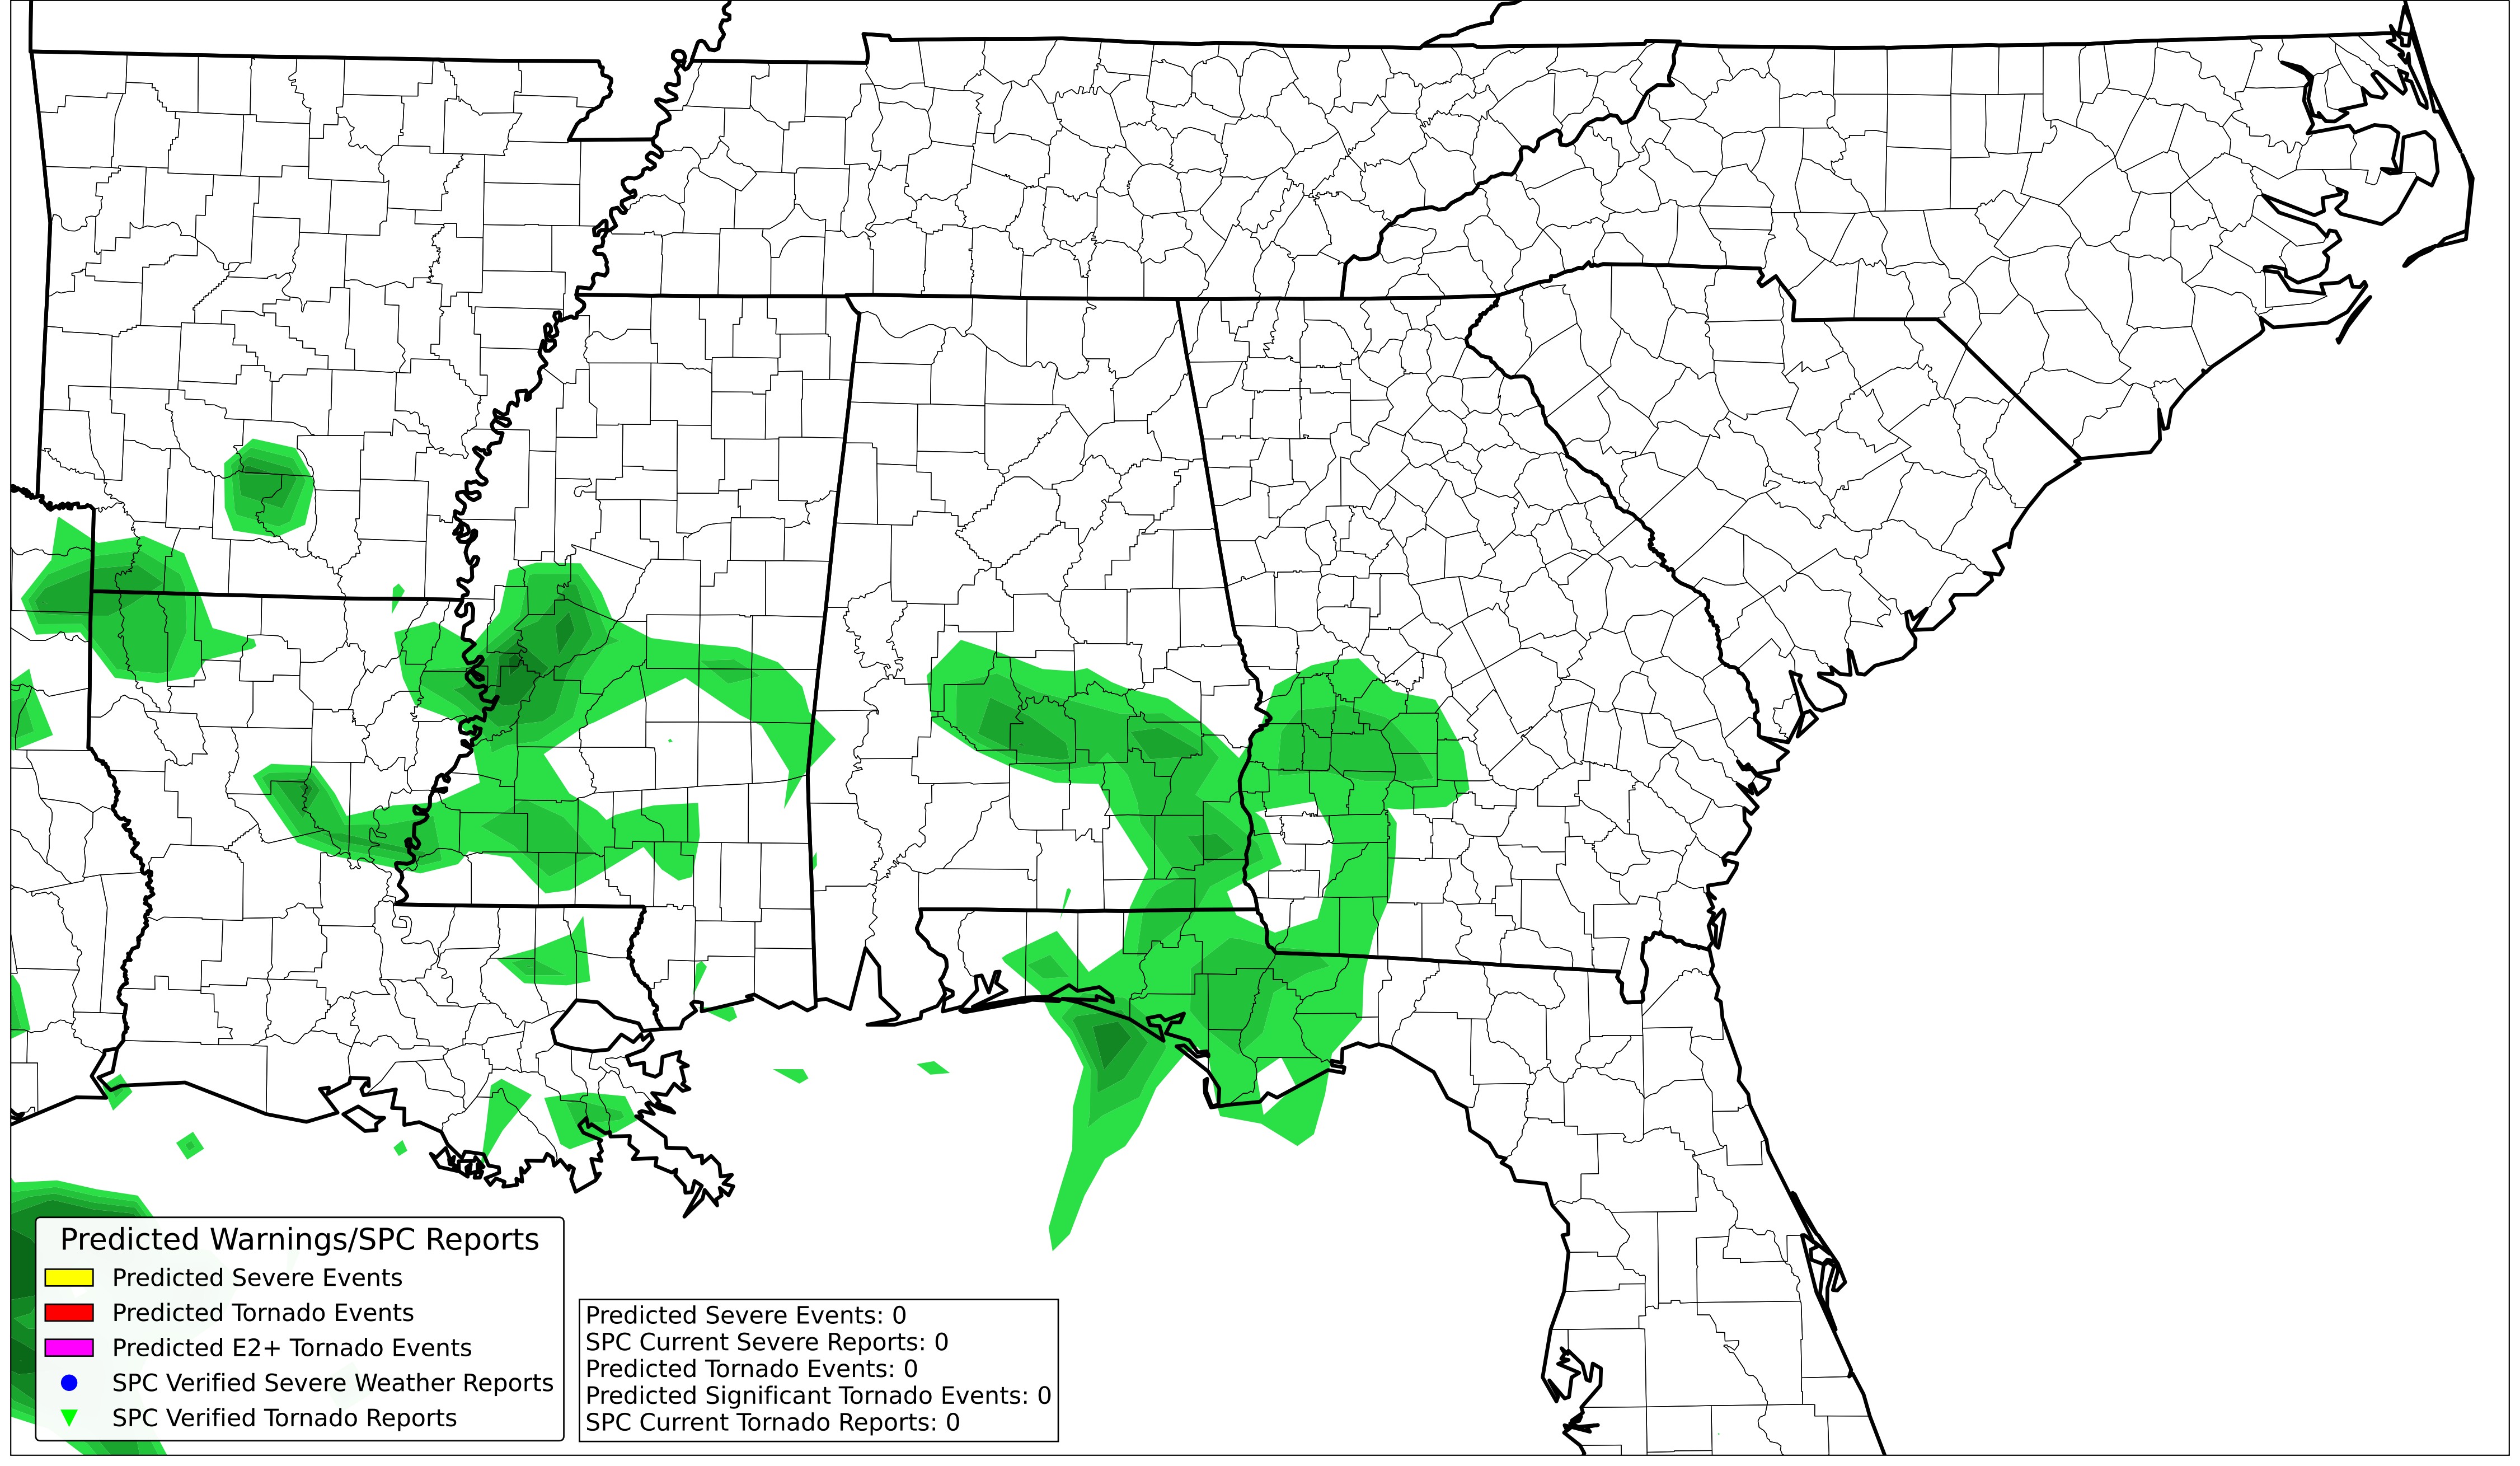 Predicted Warnings/SPC Reports
Predicted Severe Events
Predicted Tornado Events
Predicted E2+ Tornado Events
SPC Verified Severe Weather Reports
SPC Verified Tornado Reports
Predicted Severe Events: 0
SPC Current Severe Reports: 0
Predicted Tornado Events: 0
Predicted Significant Tornado Events: 0
SPC Current Tornado Reports: 0